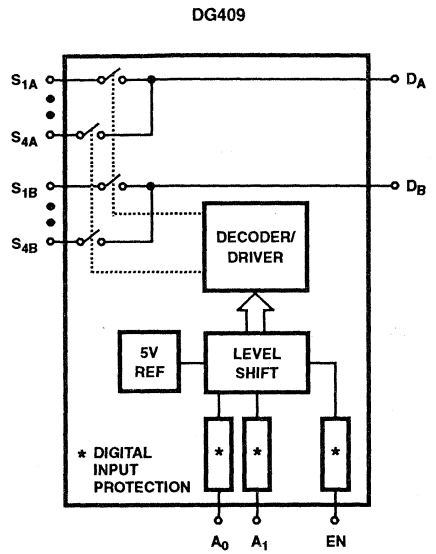 DG409
S1A
DA
S4A
S1B
DB
S4B
DECODER/
DRIVER
5V
REF
LEVEL
SHIFT
* * *
* DIGITAL
INPUT
PROTECTION
A0 A1 EN